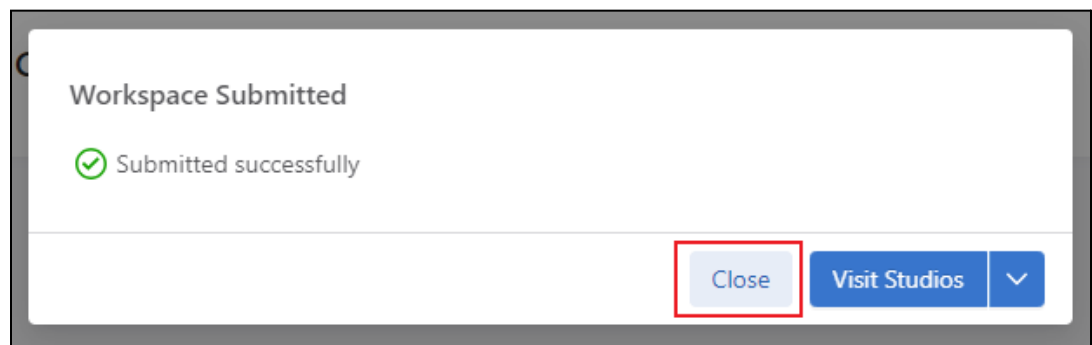 Workspace Submitted
Submitted successfully
Close
Visit Studios